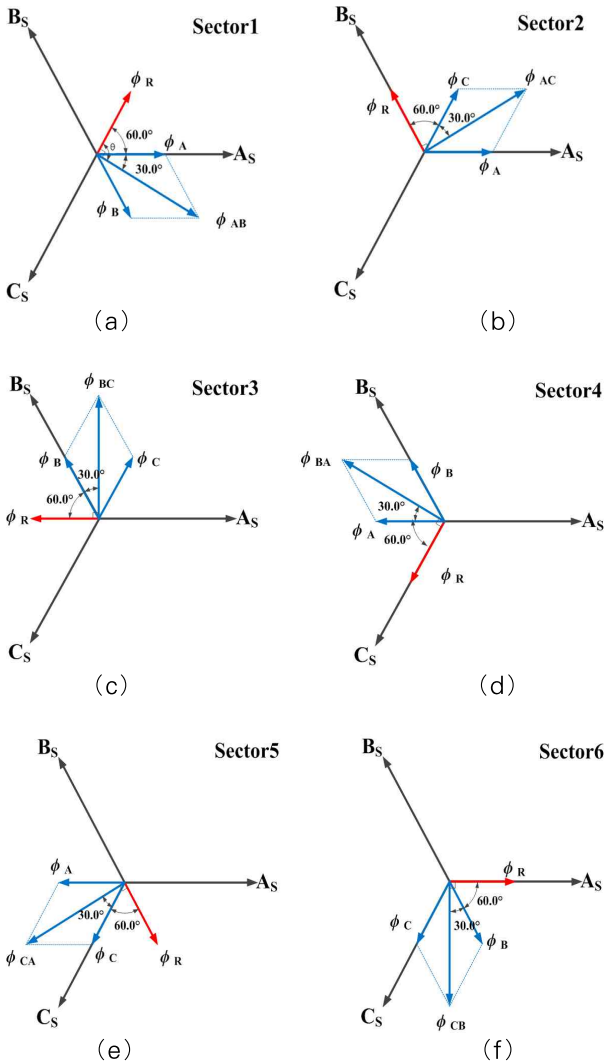 Sector1
B_S
ϕ_R
60.0°
θ
ϕ_A
A_S
30.0°
ϕ_B
ϕ_AB
C_S
(a)
Sector2
B_S
ϕ_C
ϕ_AC
ϕ_R
60.0°
30.0°
A_S
ϕ_A
C_S
(b)
ϕ_BC
Sector3
B_S
ϕ_B
30.0°
ϕ_C
60.0°
ϕ_R
A_S
C_S
(c)
Sector4
B_S
ϕ_BA
ϕ_B
30.0°
ϕ_A
60.0°
A_S
ϕ_R
C_S
(d)
Sector5
B_S
ϕ_A
A_S
30.0°
60.0°
ϕ_CA
ϕ_C
ϕ_R
C_S
(e)
Sector6
B_S
ϕ_R
A_S
60.0°
30.0°
ϕ_C
ϕ_B
C_S
ϕ_CB
(f)